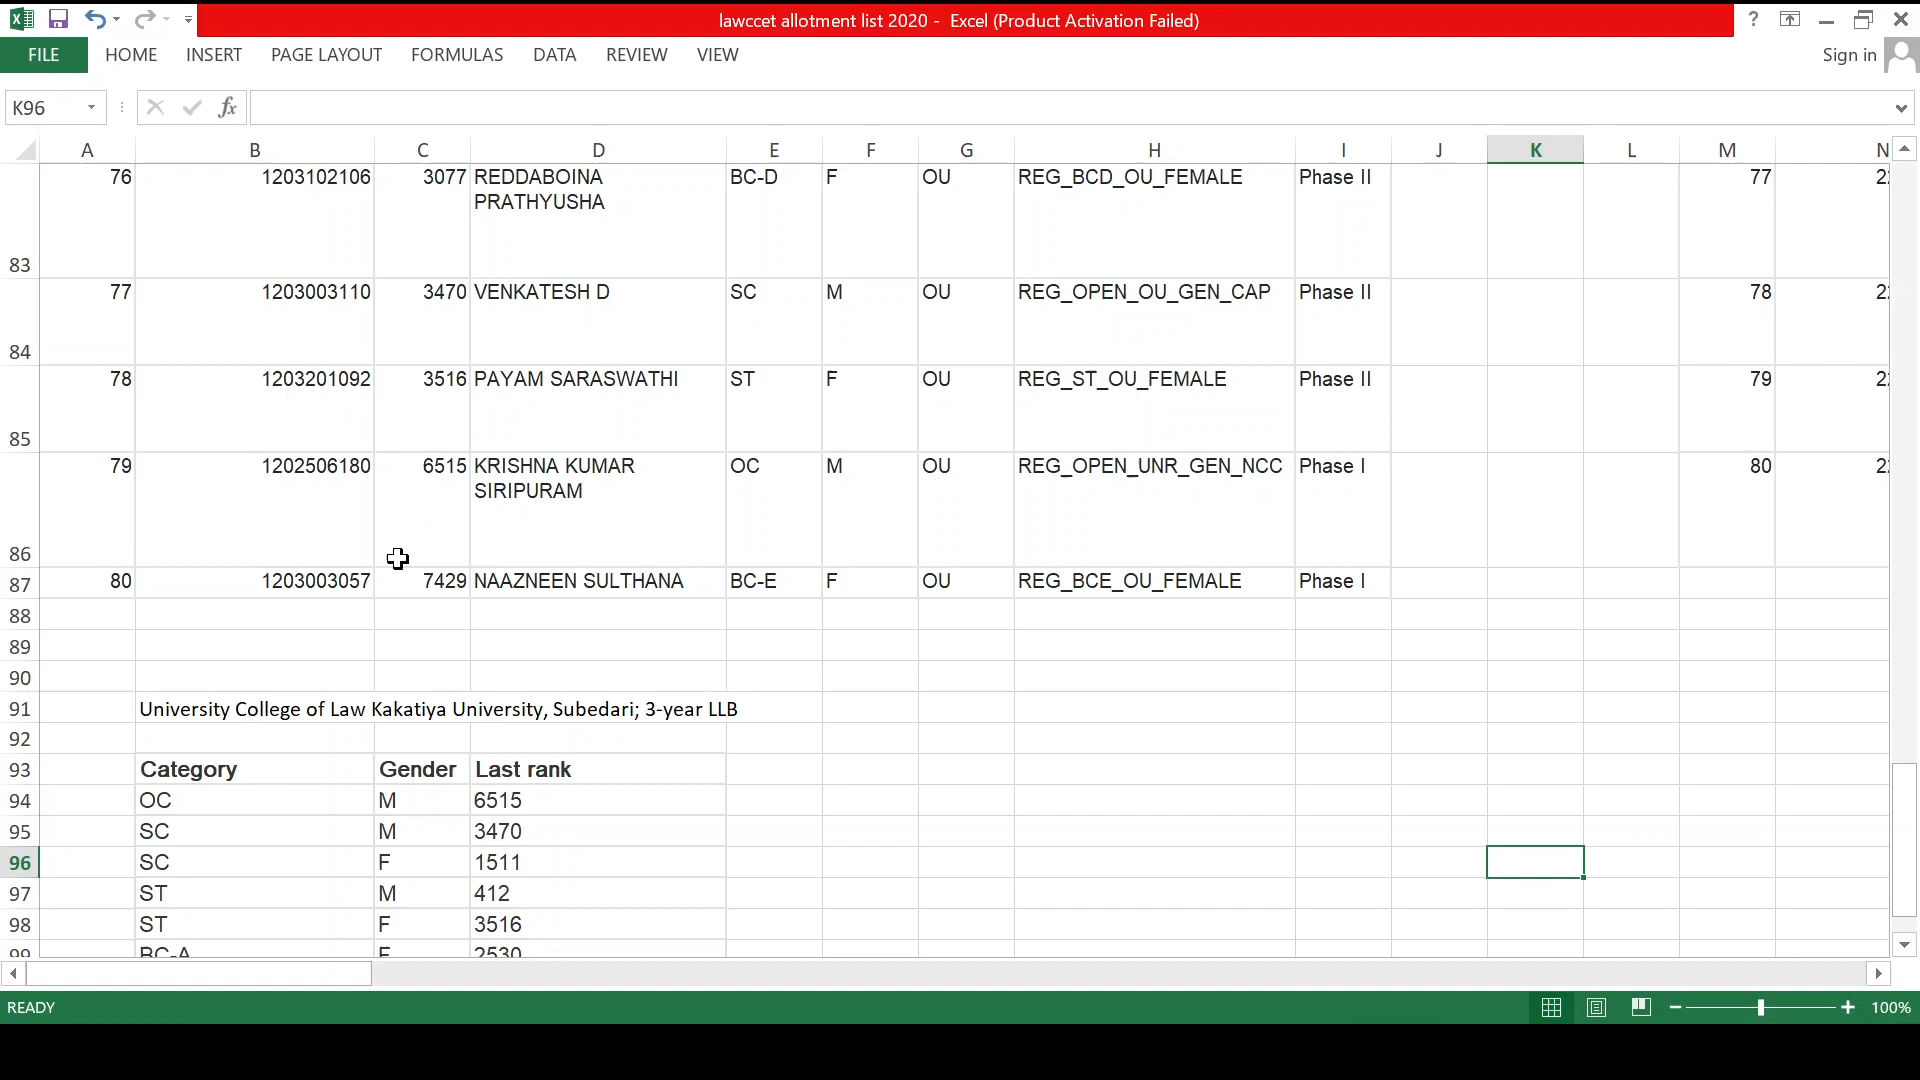 lawccet allotment list 2020 - Excel (Product Activation Failed)
FILE HOME INSERT PAGE LAYOUT FORMULAS DATA REVIEW VIEW Sign in
K96 fx
A B C D E F G H I J K L M N
76 1203102106 3077 REDDABOINA BC-D F OU REG_BCD_OU_FEMALE Phase II 77
PRATHYUSHA
83
77 1203003110 3470 VENKATESH D SC M OU REG_OPEN_OU_GEN_CAP Phase II 78
84
78 1203201092 3516 PAYAM SARASWATHI ST F OU REG_ST_OU_FEMALE Phase II 79
85
79 1202506180 6515 KRISHNA KUMAR OC M OU REG_OPEN_UNR_GEN_NCC Phase I 80
SIRIPURAM
86
87 80 1203003057 7429 NAAZNEEN SULTHANA BC-E F OU REG_BCE_OU_FEMALE Phase I
88
89
90
91 University College of Law Kakatiya University, Subedari; 3-year LLB
92
93 Category Gender Last rank
94 OC M 6515
95 SC M 3470
96 SC F 1511
97 ST M 412
98 ST F 3516
99 BC-A F 2530
READY 100%